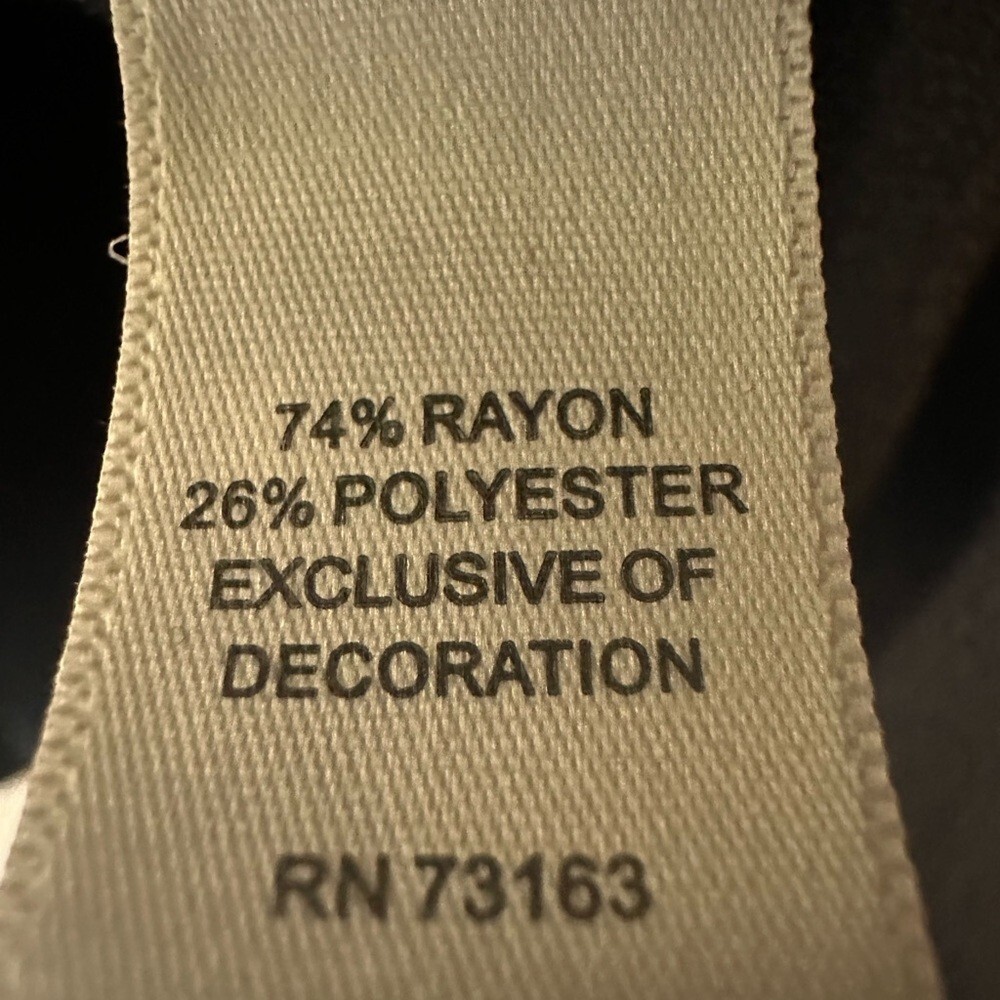 74% RAYON
26% POLYESTER
EXCLUSIVE OF
DECORATION
RN 73163